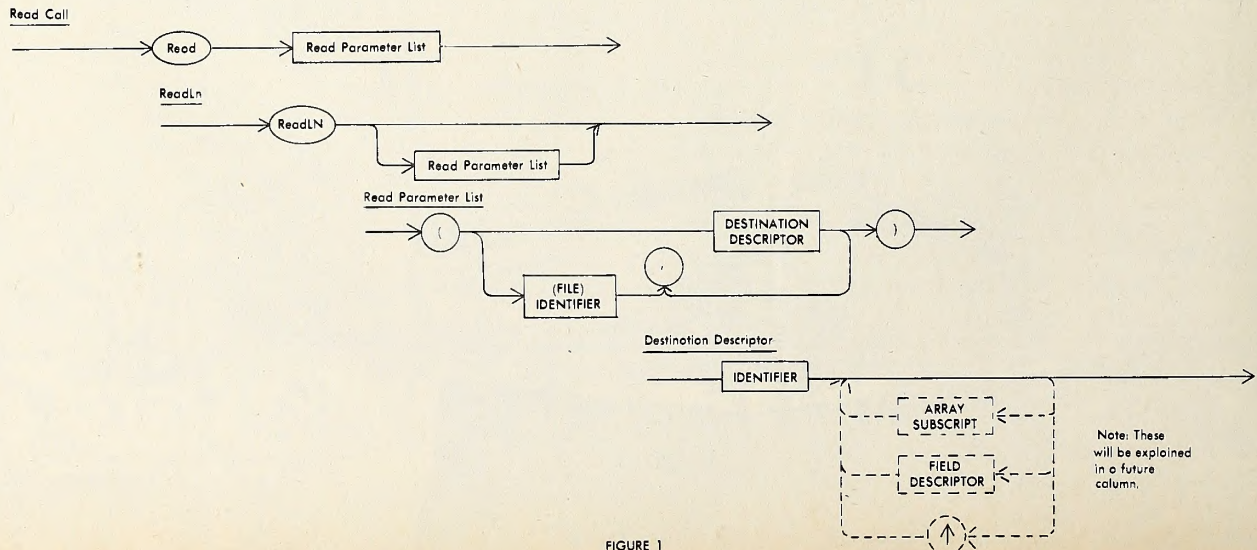 Read Call
Reod
Read Parameter List
ReadLn
ReadLN
Read Parameter List
Read Parameter List
(
DESTINATION
DESCRIPTOR
)
,
(FILE)
IDENTIFIER
Destination Descriptor
IDENTIFIER
ARRAY
SUBSCRIPT
FIELD
DESCRIPTOR
↑
Note: These
will be explained
in a future
column.
FIGURE 1